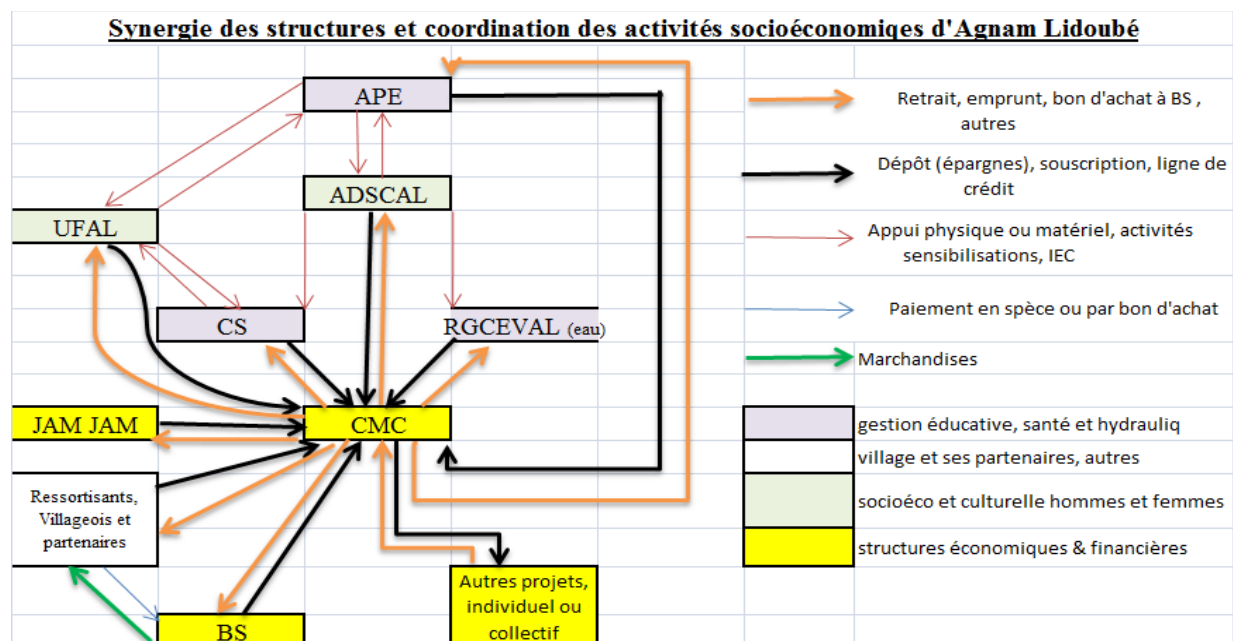 Synergie des structures et coordination des activités socioéconomiqes d'Agnam Lidoubé
APE
ADSCAL
UFAL
CS
RGCEVAL (eau)
JAM JAM
CMC
Ressortisants,
Villageois et
partenaires
BS
Autres projets,
individuel ou
collectif
Retrait, emprunt, bon d'achat à BS ,
autres
Dépôt (épargnes), souscription, ligne de
crédit
Appui physique ou matériel, activités
sensibilisations, IEC
Paiement en spèce ou par bon d'achat
Marchandises
gestion éducative, santé et hydrauliq
village et ses partenaires, autres
socioéco et culturelle hommes et femmes
structures économiques & financières